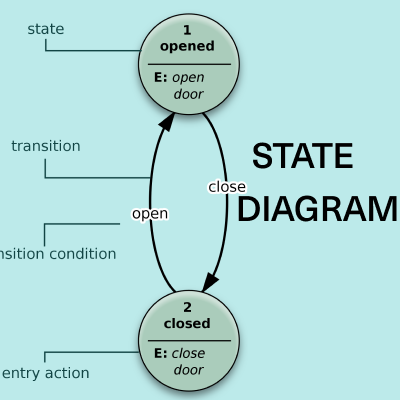 state
1
opened
E: open
door
transition
STATE
close
DIAGRAM
open
nsition condition
2
closed
E: close
door
entry action